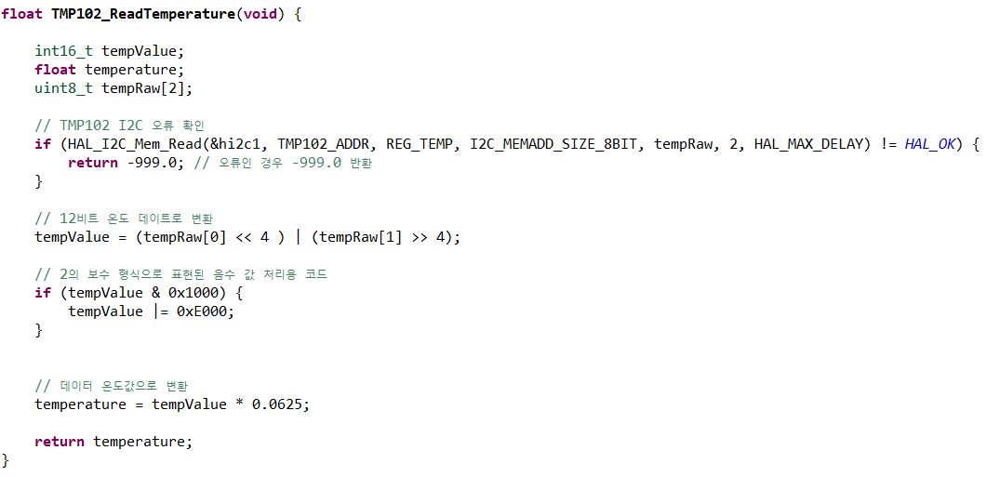 float TMP102_ReadTemperature(void) {
int16_t tempValue;
float temperature;
uint8_t tempRaw[2];
// TMP102 I2C 오류 확인
if (HAL_I2C_Mem_Read(&hi2c1, TMP102_ADDR, REG_TEMP, I2C_MEMADD_SIZE_8BIT, tempRaw, 2, HAL_MAX_DELAY) != HAL_OK) {
return -999.0; // 오류인 경우 -999.0 반환
}
// 12비트 온도 데이트로 변환
tempValue = (tempRaw[0] << 4 ) | (tempRaw[1] >> 4);
// 2의 보수 형식으로 표현된 음수 값 처리용 코드
if (tempValue & 0x1000) {
tempValue |= 0xE000;
}
// 데이터 온도값으로 변환
temperature = tempValue * 0.0625;
return temperature;
}